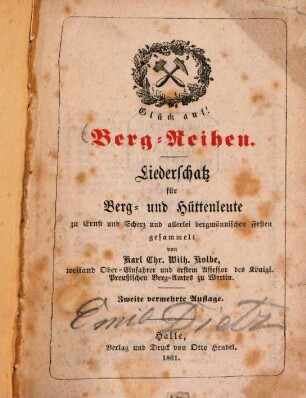 Glück auf!
Berg-Reihen.
Liederschatz
für
Berg- und Hüttenleute
zu Ernst und Scherz und allerlei bergmännischen Festen
gesammelt
von
Karl Chr. Wilh. Kolbe,
weiland Ober-Einfahrer und erstem Assessor des Königl.
Preußischen Berg-Amtes zu Wettin.
Zweite vermehrte Auflage.
Emil
Halle,
Verlag und Druck von Otto Hendel.
1861.